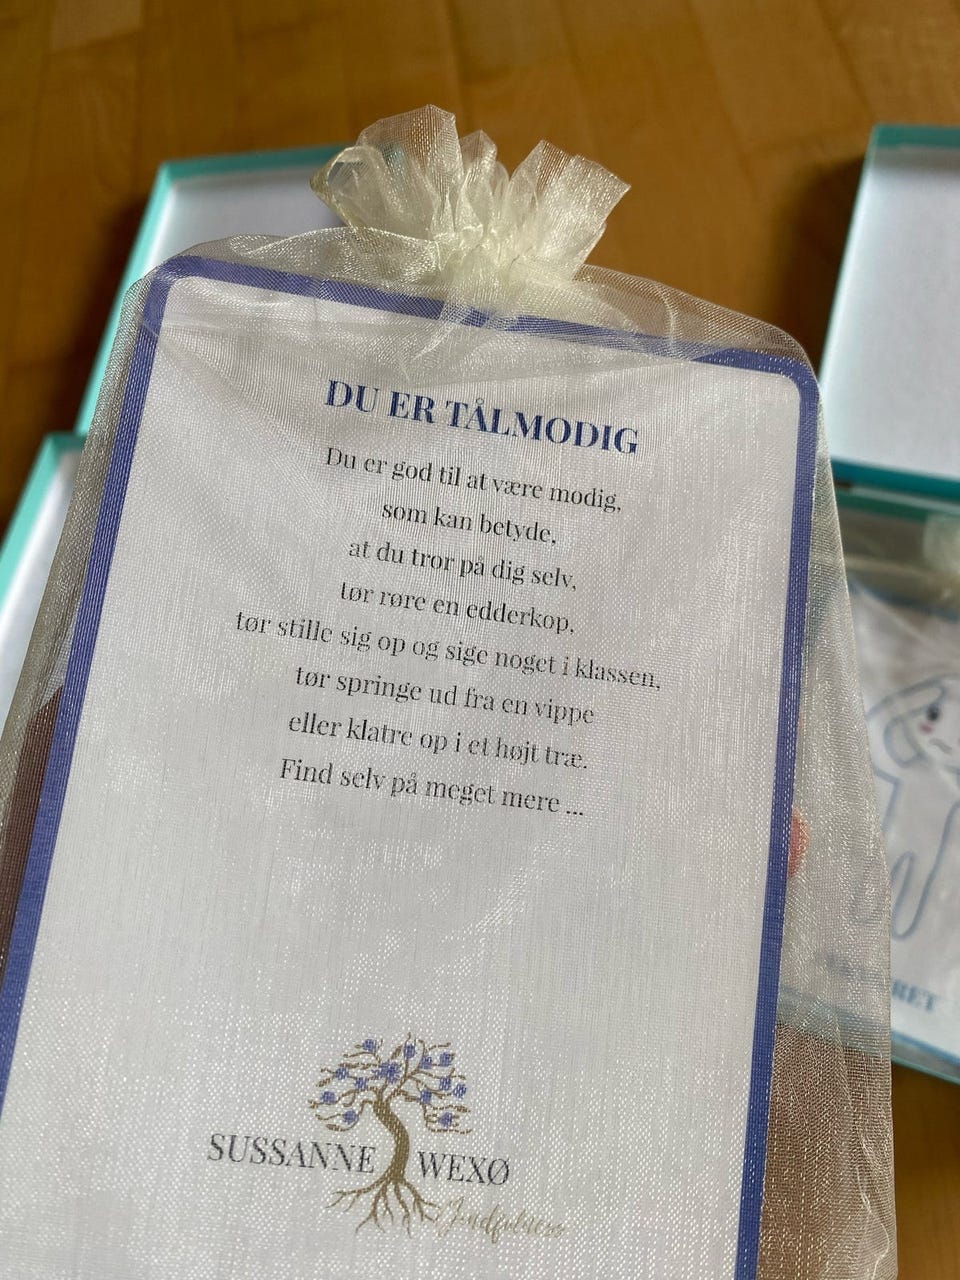 DU ER TÅLMODIG
Du er god til at være modig,
som kan betyde,
at du tror på dig selv,
tør røre en edderkop,
tør stille sig op og sige noget i klassen,
tør springe ud fra en vippe
eller klatre op i et højt træ.
Find selv på meget mere ...
SUSSANNE WEXØ